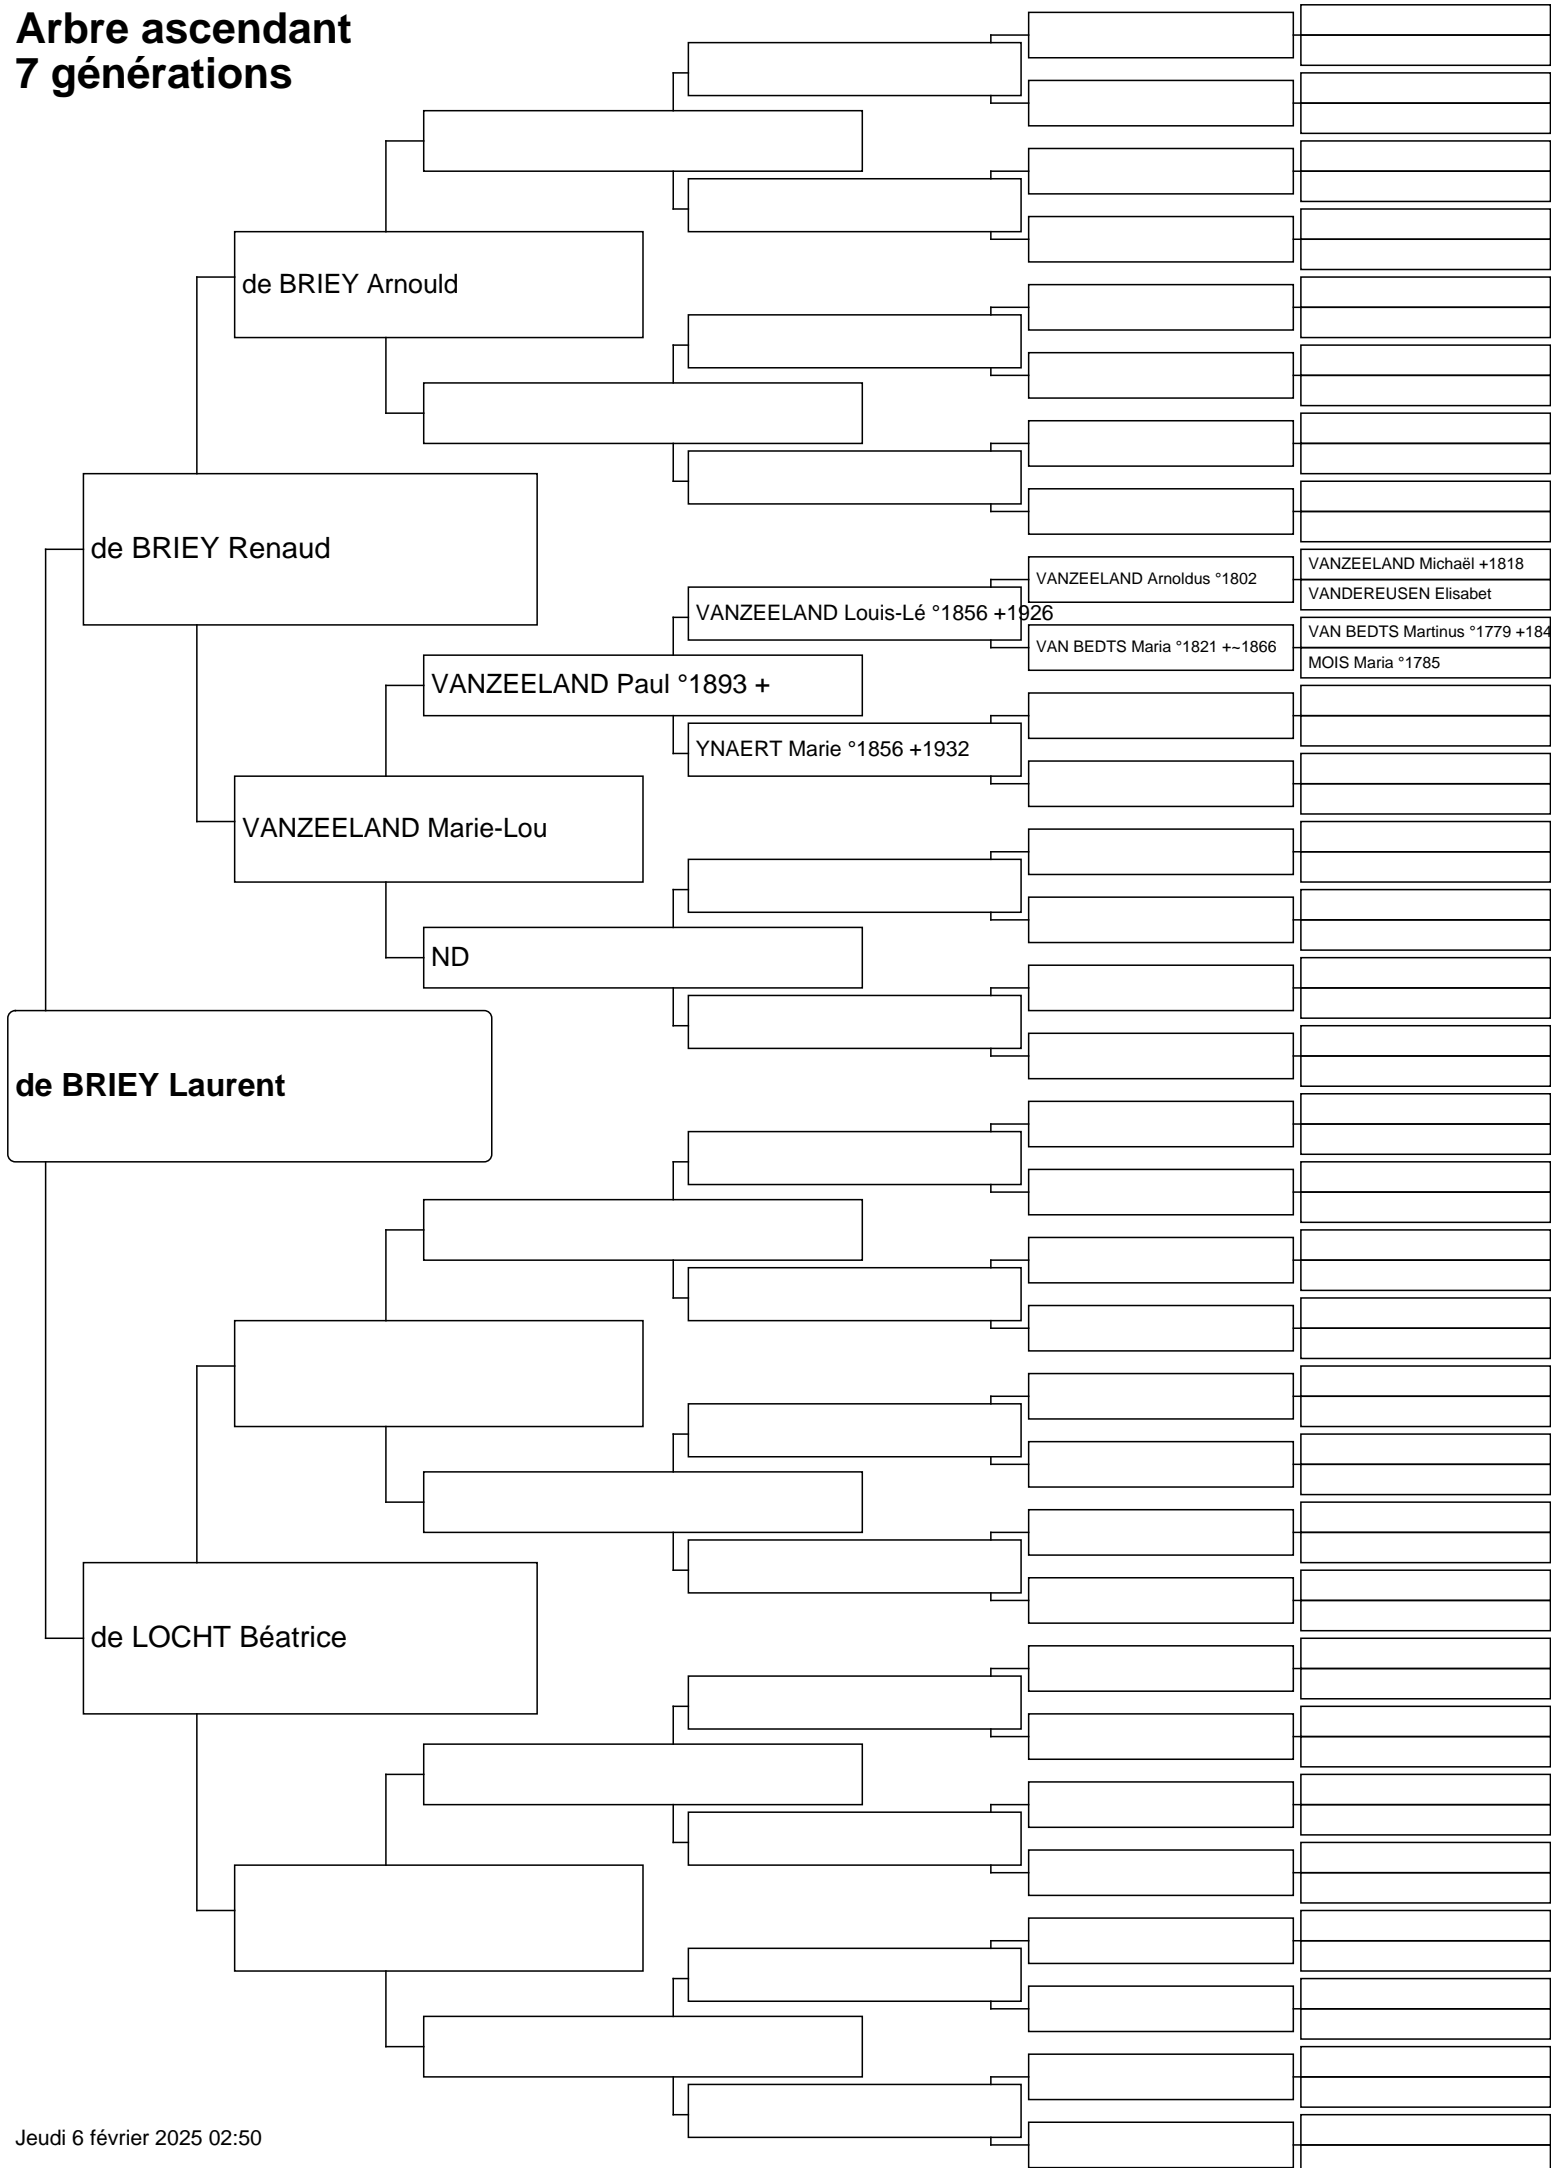 Arbre ascendant
7 générations
de BRIEY Arnould
de BRIEY Renaud
VANZEELAND Michaël +1818
VANZEELAND Arnoldus °1802
VANDEREUSEN Elisabet
VANZEELAND Louis-Lé °1856 +1926
VAN BEDTS Martinus °1779 +184
VAN BEDTS Maria °1821 +~1866
MOIS Maria °1785
VANZEELAND Paul °1893 +
YNAERT Marie °1856 +1932
VANZEELAND Marie-Lou
ND
de BRIEY Laurent
de LOCHT Béatrice
Jeudi 6 février 2025 02:50